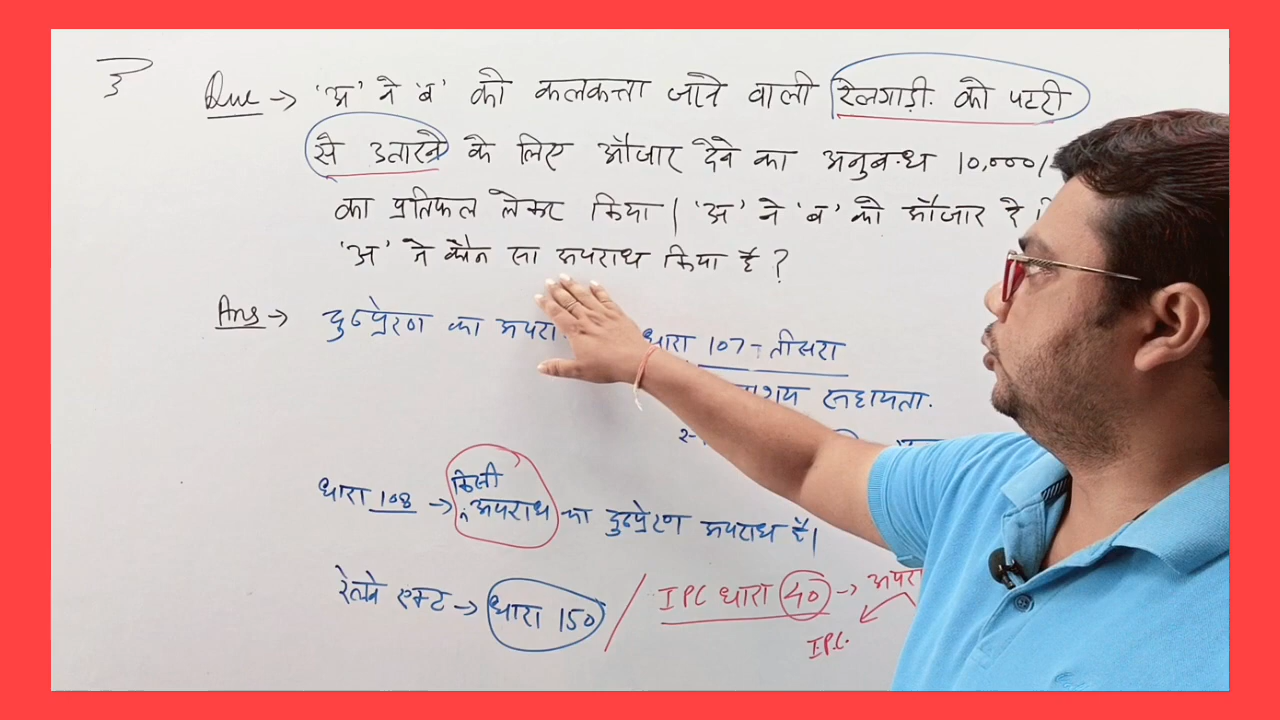 3
Que → 'अ' ने 'ब' को कलकत्ता जाने वाली रेलगाड़ी को पटरी
से उतारने के लिए औजार देने का अनुबन्ध 10,000/-
का प्रतिफल लेकर किया। 'अ' ने 'ब' को औजार दे
'अ' ने कौन सा अपराध किया है?
Ans → दुष्प्रेरण का अपरा
धारा 107 - तीसरा
सहायता.
धारा 108 → किसी
अपराध का दुष्प्रेरण अपराध है।
रेलवे एक्ट → धारा 150 / IPC धारा 40 → अपरा
I.P.C.